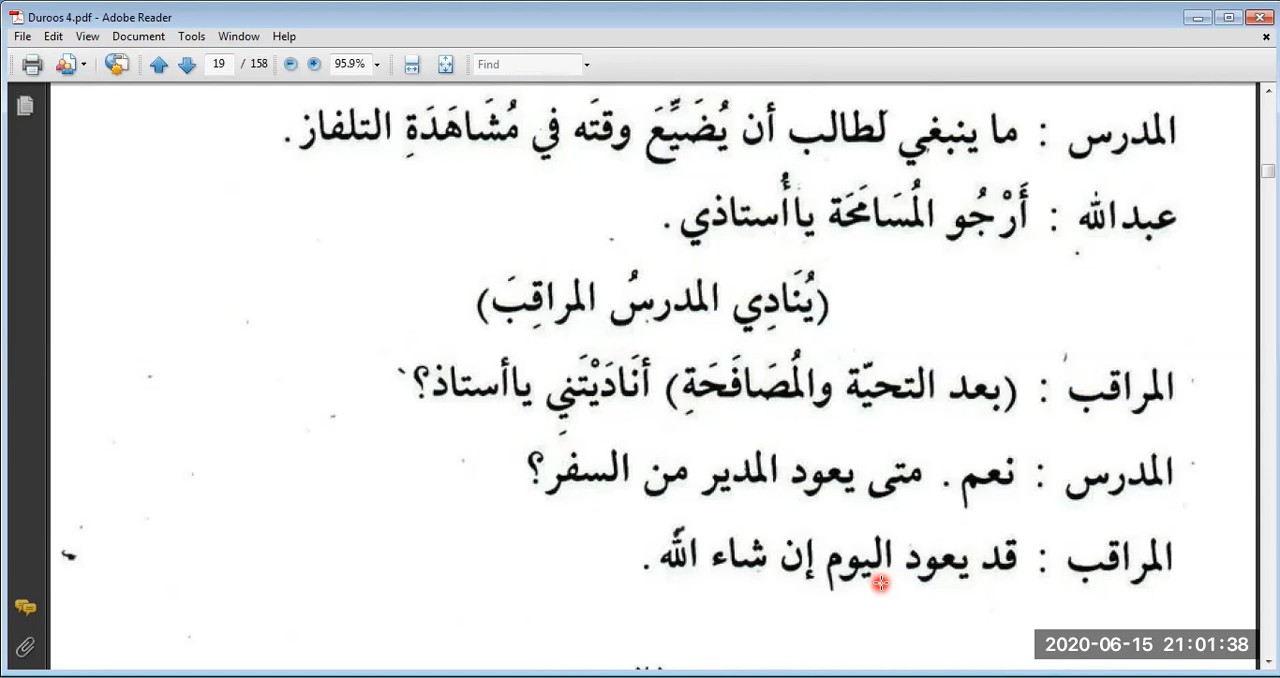 Duroos 4.pdf - Adobe Reader
File Edit View Document Tools Window Help
19 / 158 95.9% Find
المدرس : ما ينبغي لطالب أن يُضَيِّعَ وقتَه في مُشَاهَدَةِ التلفاز .
عبدالله : أَرْجُو المُسَامَحَة ياأُستاذي .
(يُنَادِي المدرسُ المراقِبَ)
المراقب : (بعد التحيّة والمُصَافَحَةِ) أنَادَيْتَنِي ياأستاذ؟
المدرس : نعم . متى يعود المدير من السفر؟
المراقب : قد يعود اليوم إن شاء الله .
2020-06-15 21:01:38